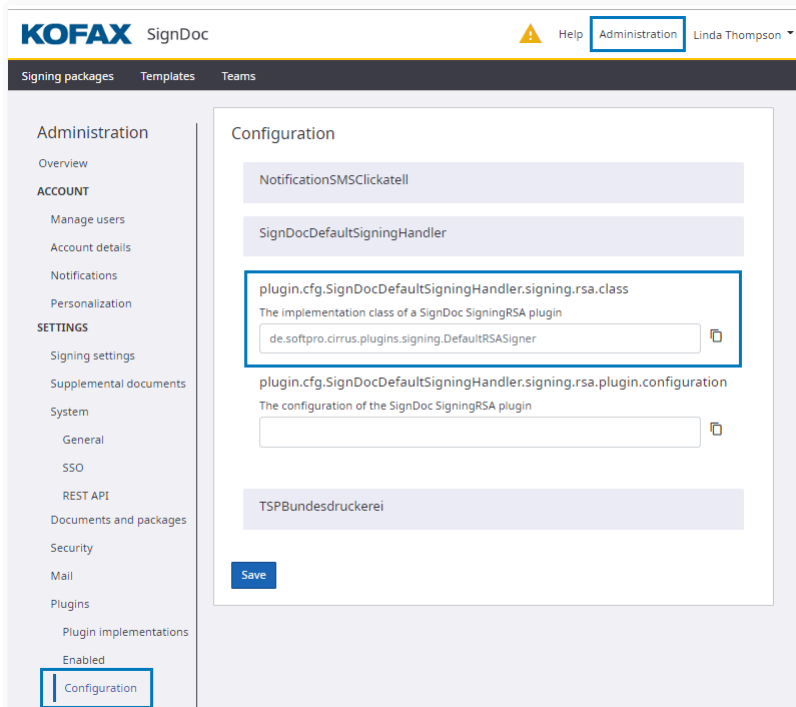 KOFAX SignDoc
Help Administration Linda Thompson
Signing packages Templates Teams
Administration
Overview
ACCOUNT
Manage users
Account details
Notifications
Personalization
SETTINGS
Signing settings
Supplemental documents
System
General
SSO
REST API
Documents and packages
Security
Mail
Plugins
Plugin implementations
Enabled
Configuration
Configuration
NotificationSMSClickatell
SignDocDefaultSigningHandler
plugin.cfg.SignDocDefaultSigningHandler.signing.rsa.class
The implementation class of a SignDoc SigningRSA plugin
de.softpro.cirrus.plugins.signing.DefaultRSASigner
plugin.cfg.SignDocDefaultSigningHandler.signing.rsa.plugin.configuration
The configuration of the SignDoc SigningRSA plugin
TSPBundesdruckerei
Save